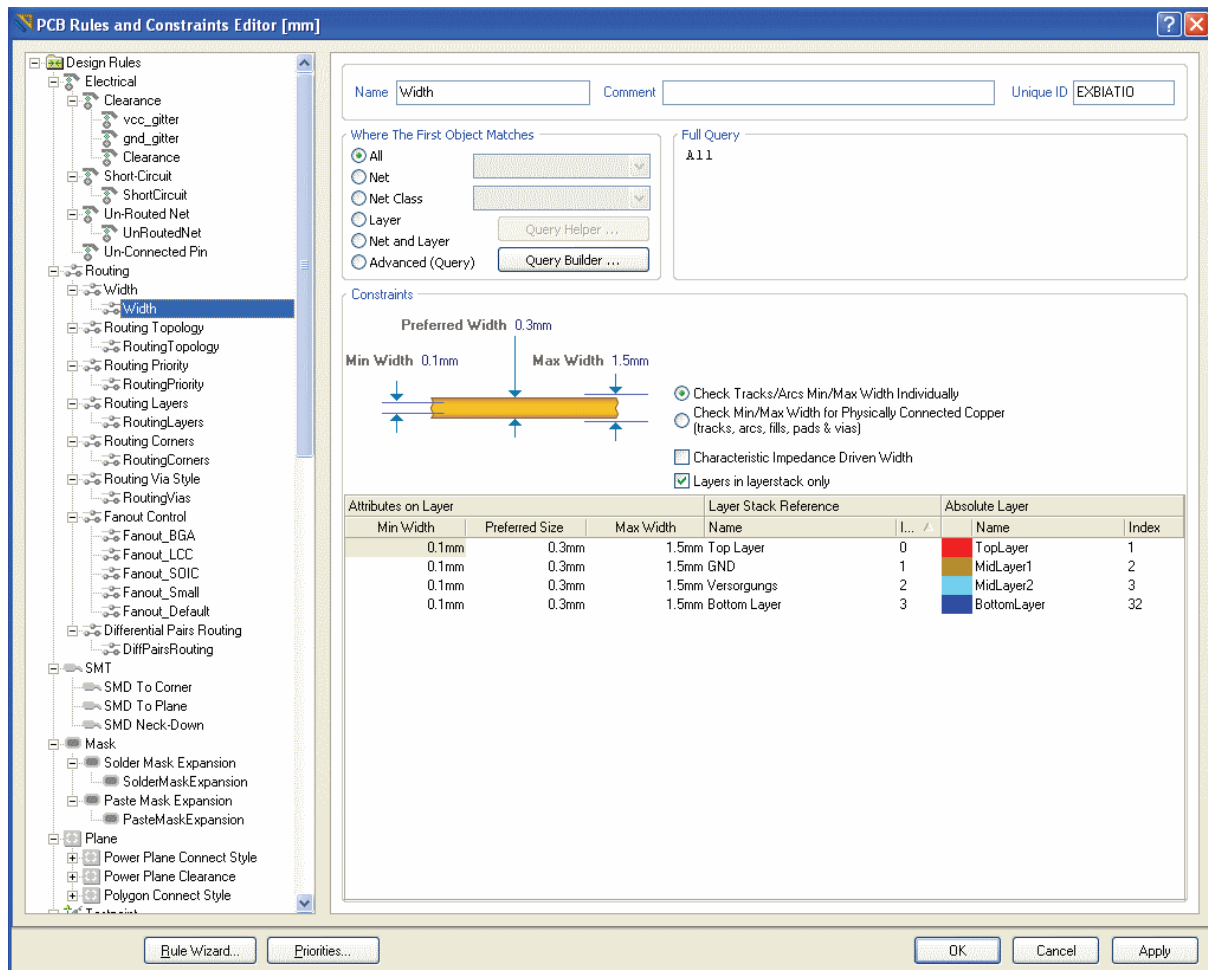 PCB Rules and Constraints Editor [mm]
Design Rules
Electrical
Clearance
vcc_gitter
gnd_gitter
Clearance
Short-Circuit
ShortCircuit
Un-Routed Net
UnRoutedNet
Un-Connected Pin
Routing
Width
Width
Routing Topology
RoutingTopology
Routing Priority
RoutingPriority
Routing Layers
RoutingLayers
Routing Corners
RoutingCorners
Routing Via Style
RoutingVias
Fanout Control
Fanout_BGA
Fanout_LCC
Fanout_SOIC
Fanout_Small
Fanout_Default
Differential Pairs Routing
DiffPairsRouting
SMT
SMD To Corner
SMD To Plane
SMD Neck-Down
Mask
Solder Mask Expansion
SolderMaskExpansion
Paste Mask Expansion
PasteMaskExpansion
Plane
Power Plane Connect Style
Power Plane Clearance
Polygon Connect Style
Name Width Comment Unique ID EXBIATIO
Where The First Object Matches
All
Net
Net Class
Layer
Net and Layer
Advanced (Query)
Query Helper ...
Query Builder ...
Full Query
All
Constraints
Preferred Width 0.3mm
Min Width 0.1mm Max Width 1.5mm
Check Tracks/Arcs Min/Max Width Individually
Check Min/Max Width for Physically Connected Copper
(tracks, arcs, fills, pads & vias)
Characteristic Impedance Driven Width
Layers in layerstack only
Attributes on Layer Layer Stack Reference Absolute Layer
Min Width Preferred Size Max Width Name I... Name Index
0.1mm 0.3mm 1.5mm Top Layer 0 TopLayer 1
0.1mm 0.3mm 1.5mm GND 1 MidLayer1 2
0.1mm 0.3mm 1.5mm Versorgungs 2 MidLayer2 3
0.1mm 0.3mm 1.5mm Bottom Layer 3 BottomLayer 32
Rule Wizard... Priorities... OK Cancel Apply